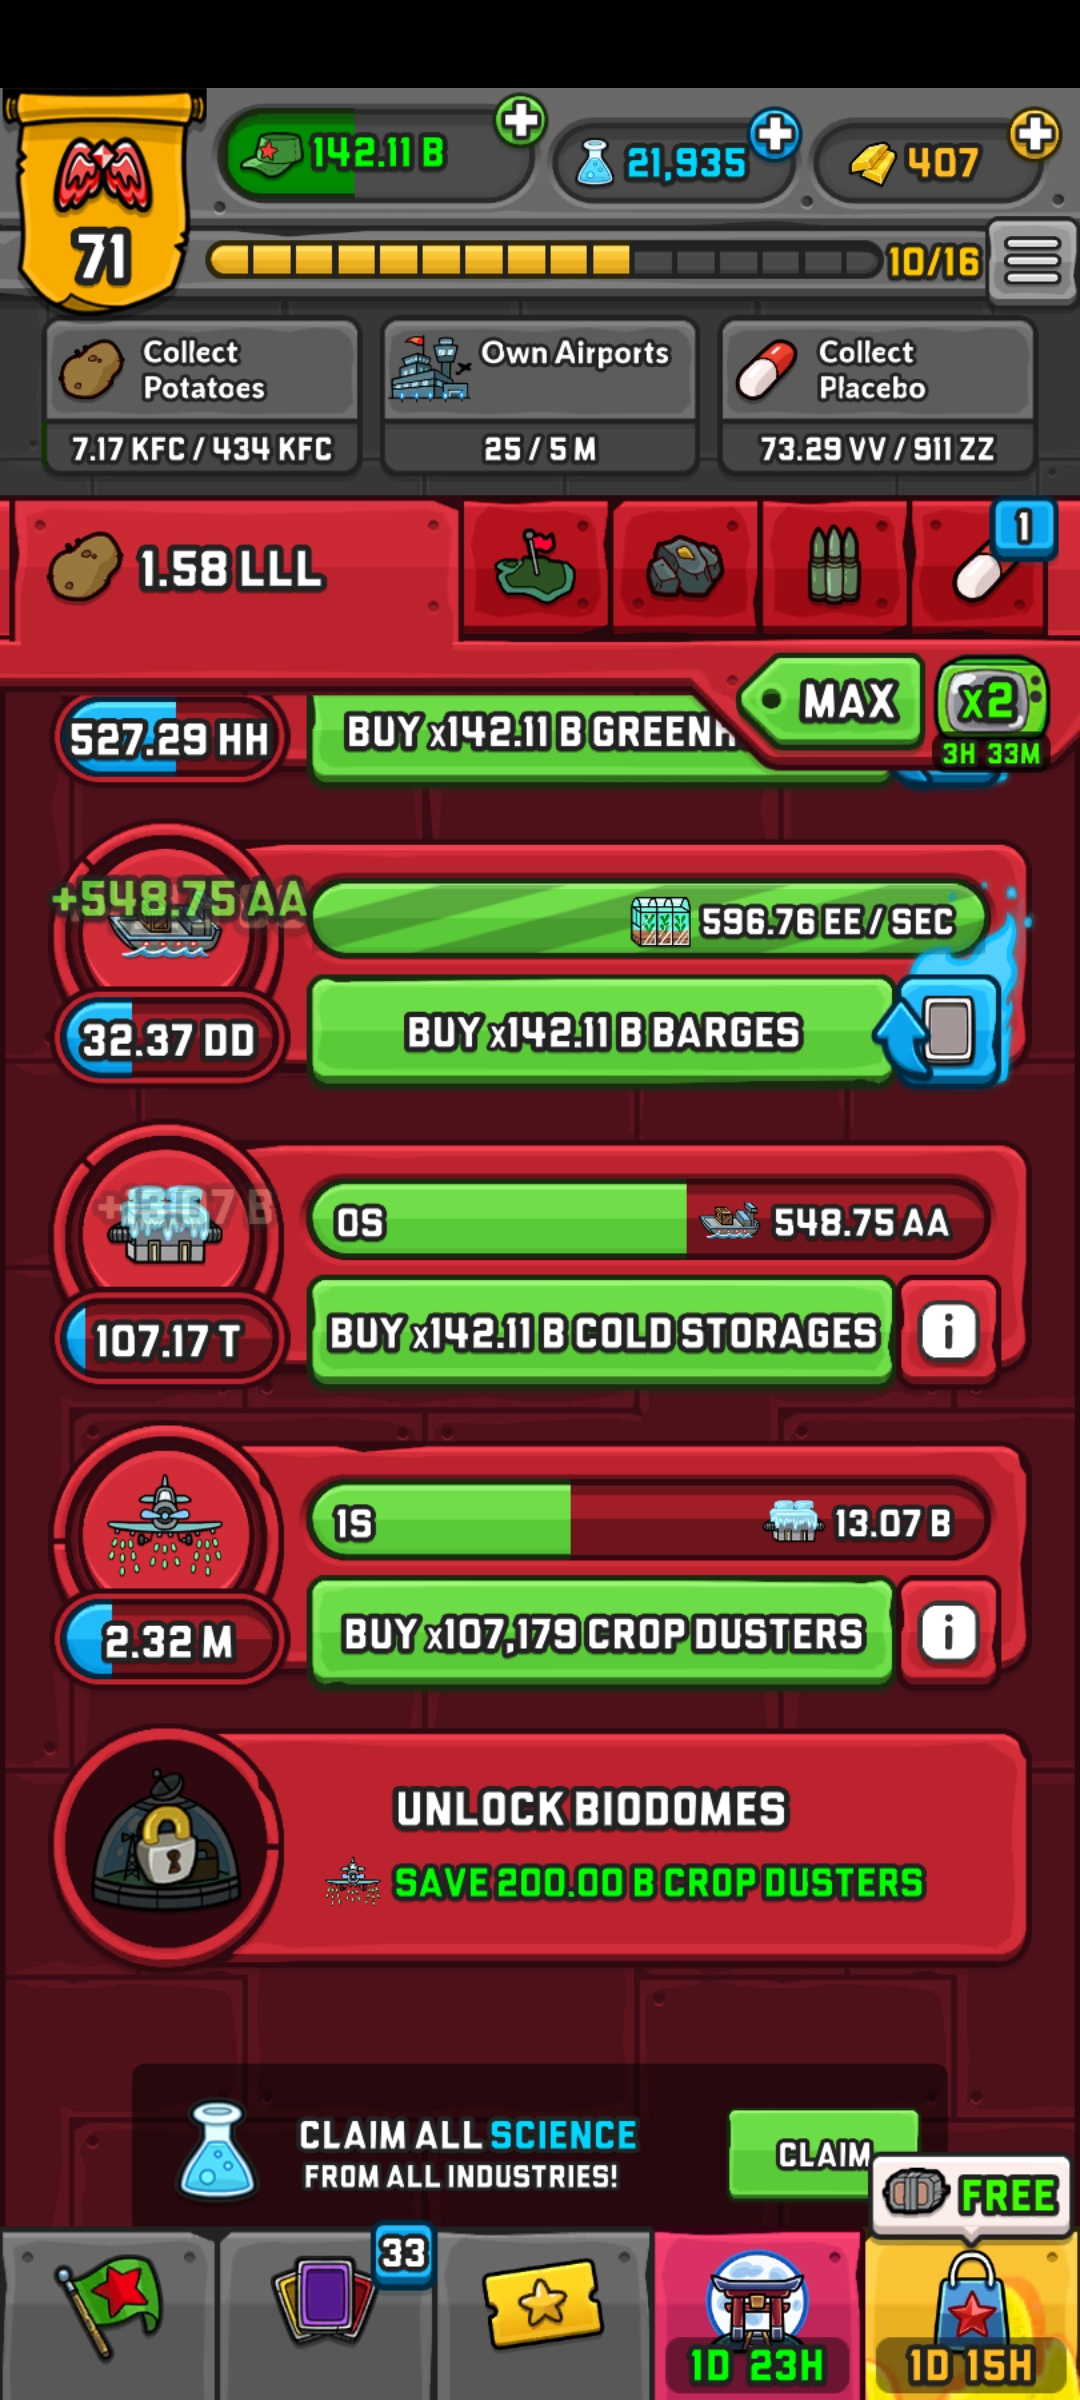 142.11 B
21,935
407
71
10/16
Collect
Potatoes
Own Airports
Collect
Placebo
7.17 KFC / 434 KFC
25 / 5 M
73.29 VV / 911 ZZ
1
1.58 LLL
MAX
x2
3H 33M
527.29 HH
BUY x142.11 B GREENH
+548.75 AA
596.76 EE / SEC
32.37 DD
BUY x142.11 B BARGES
+13.07 B
0S
548.75 AA
107.17 T
BUY x142.11 B COLD STORAGES
i
1S
13.07 B
2.32 M
BUY x107,179 CROP DUSTERS
i
UNLOCK BIODOMES
SAVE 200.00 B CROP DUSTERS
CLAIM ALL SCIENCE
FROM ALL INDUSTRIES!
CLAIM
FREE
33
1D 23H
1D 15H